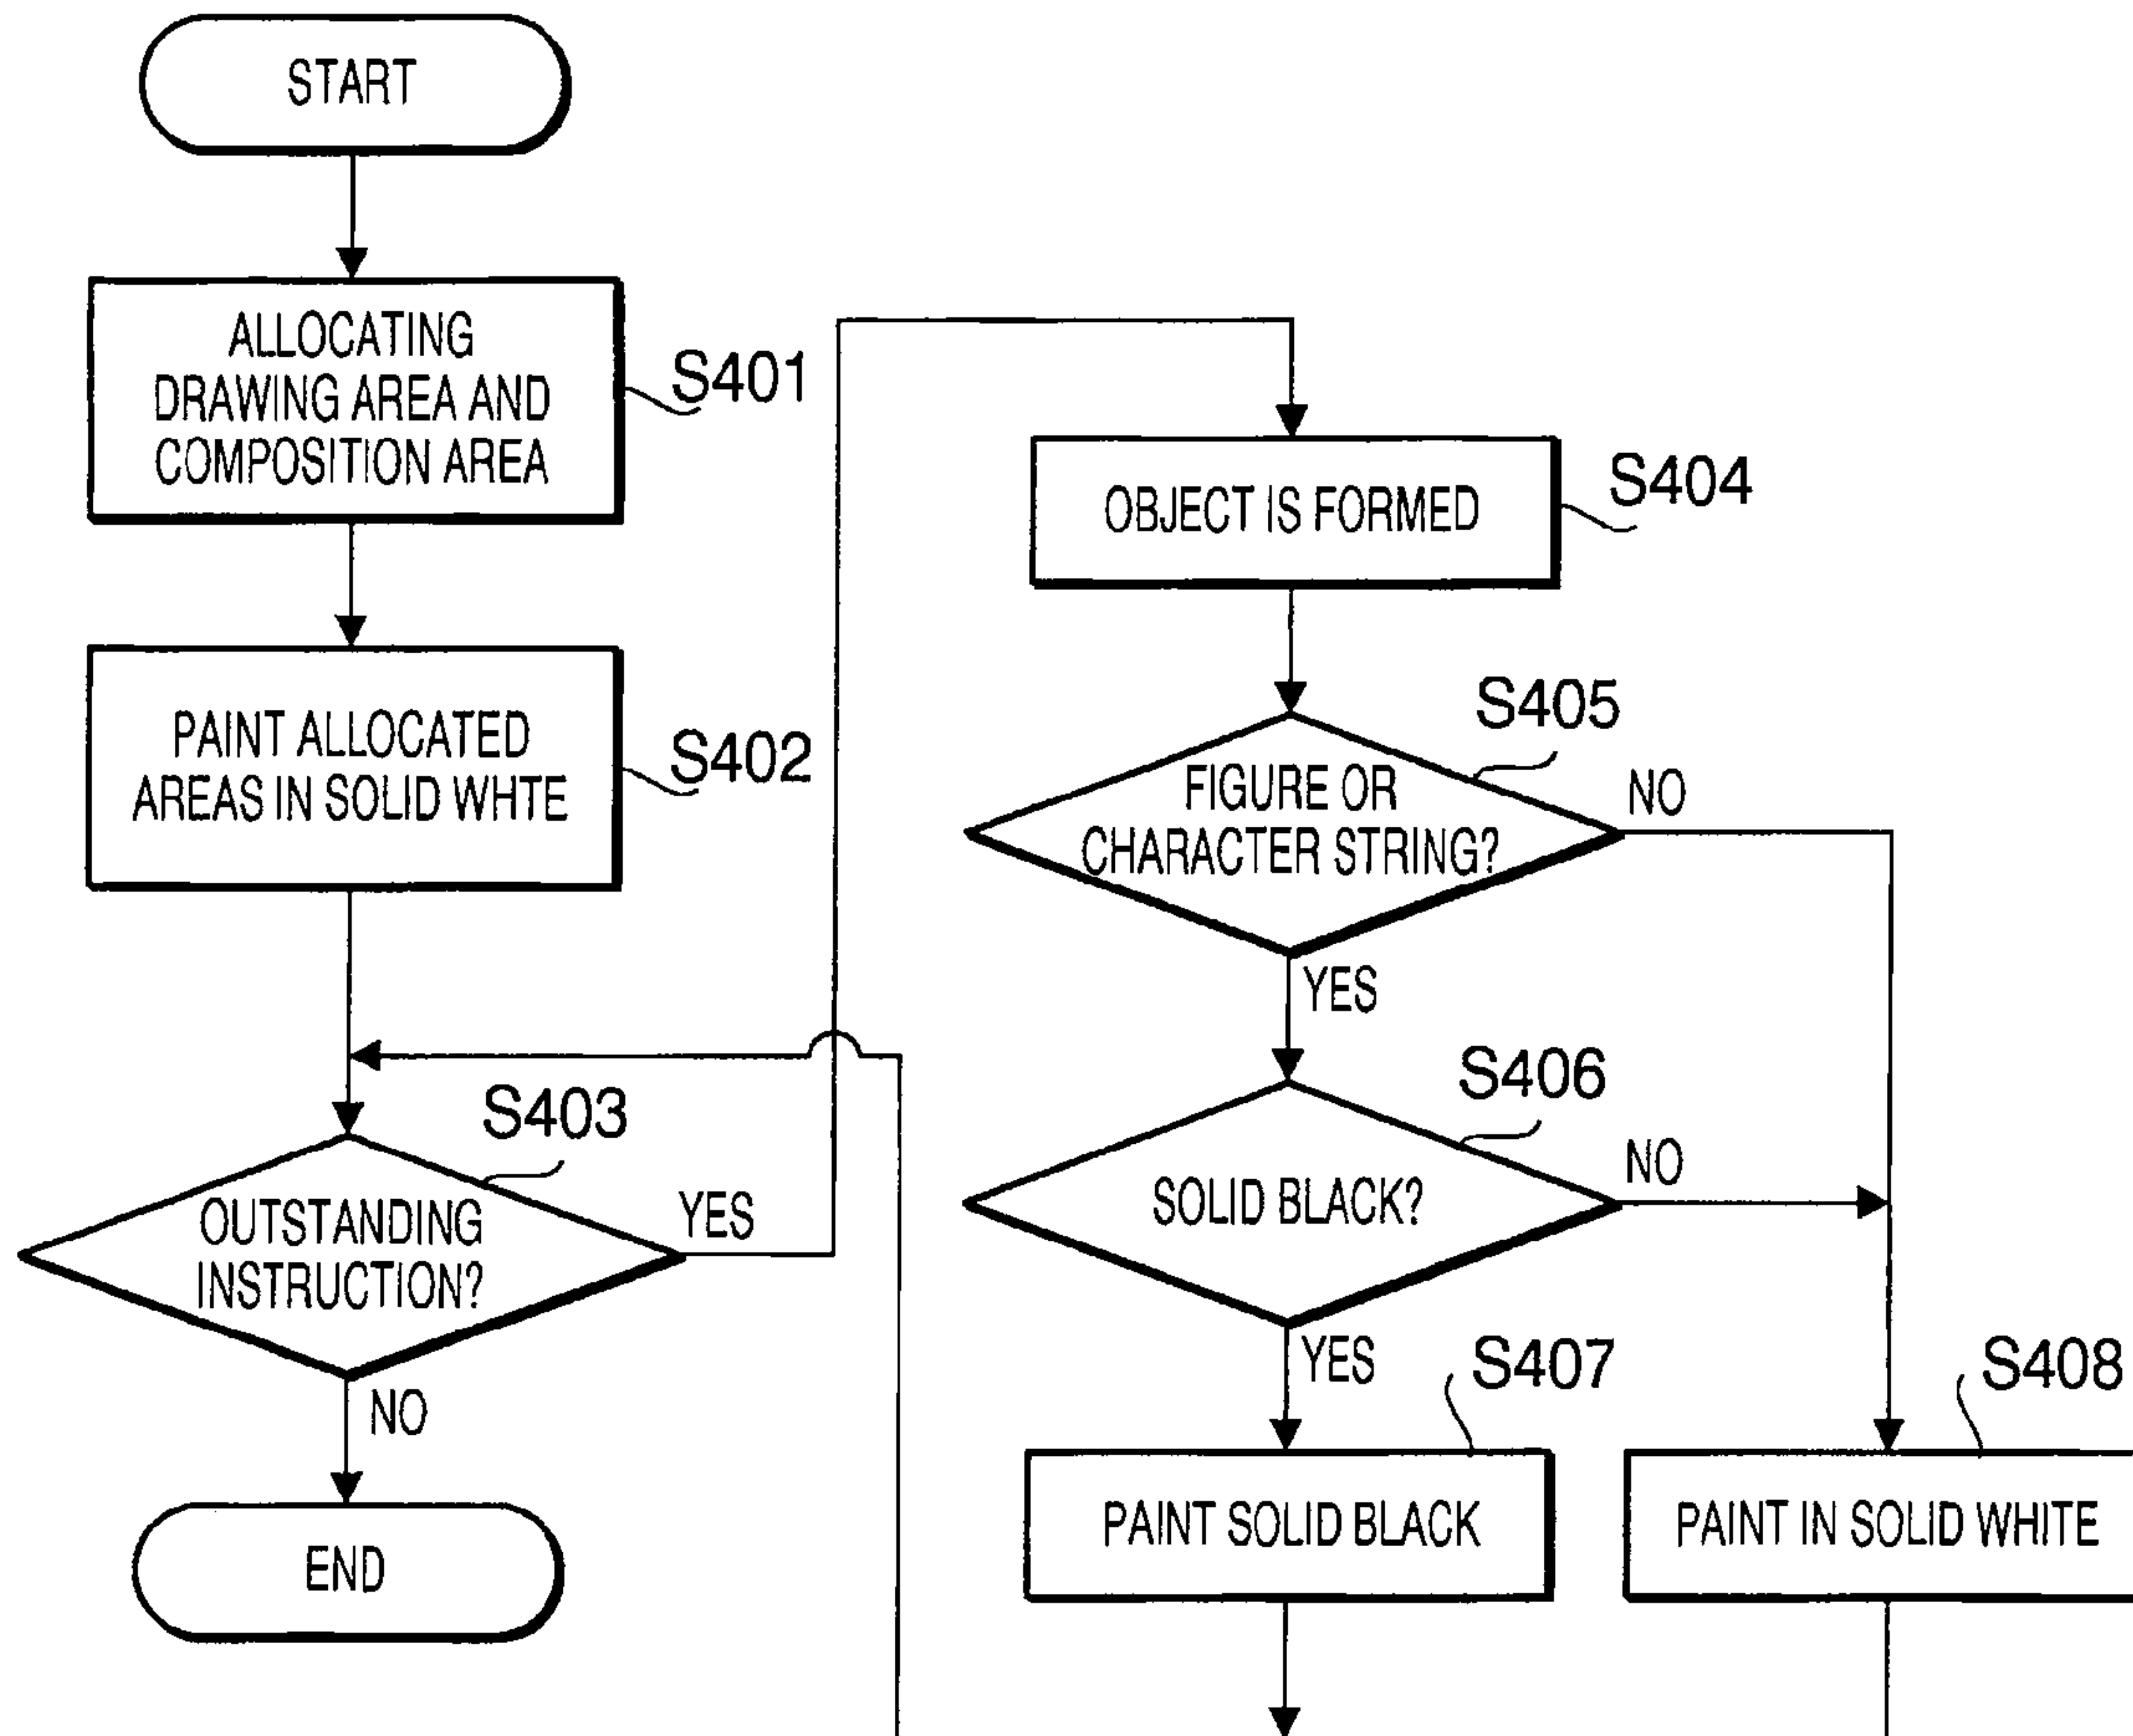 START
ALLOCATING
DRAWING AREA AND
COMPOSITION AREA
S401
PAINT ALLOCATED
AREAS IN SOLID WHTE
S402
S403
OUTSTANDING
INSTRUCTION?
YES
NO
END
OBJECT IS FORMED
S404
S405
FIGURE OR
CHARACTER STRING?
NO
YES
S406
SOLID BLACK?
NO
YES
S407
PAINT SOLID BLACK
S408
PAINT IN SOLID WHITE